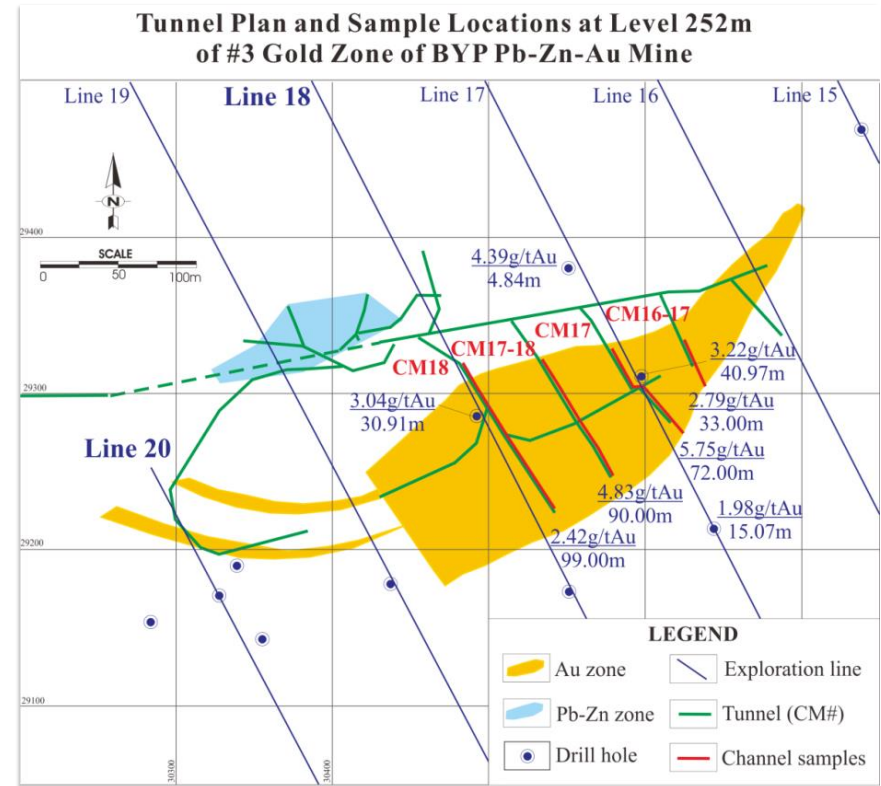 Tunnel Plan and Sample Locations at Level 252m
of #3 Gold Zone of BYP Pb-Zn-Au Mine
Line 19
Line 18
Line 17
Line 16
Line 15
N
29400
SCALE
0 50 100m
4.39g/tAu
4.84m
CM16-17
CM17
CM17-18
CM18
3.22g/tAu
40.97m
29300
3.04g/tAu
30.91m
2.79g/tAu
33.00m
Line 20
5.75g/tAu
72.00m
4.83g/tAu
90.00m
1.98g/tAu
15.07m
2.42g/tAu
99.00m
29200
LEGEND
Au zone
Exploration line
Pb-Zn zone
Tunnel (CM#)
Drill hole
Channel samples
29100
30300
30400